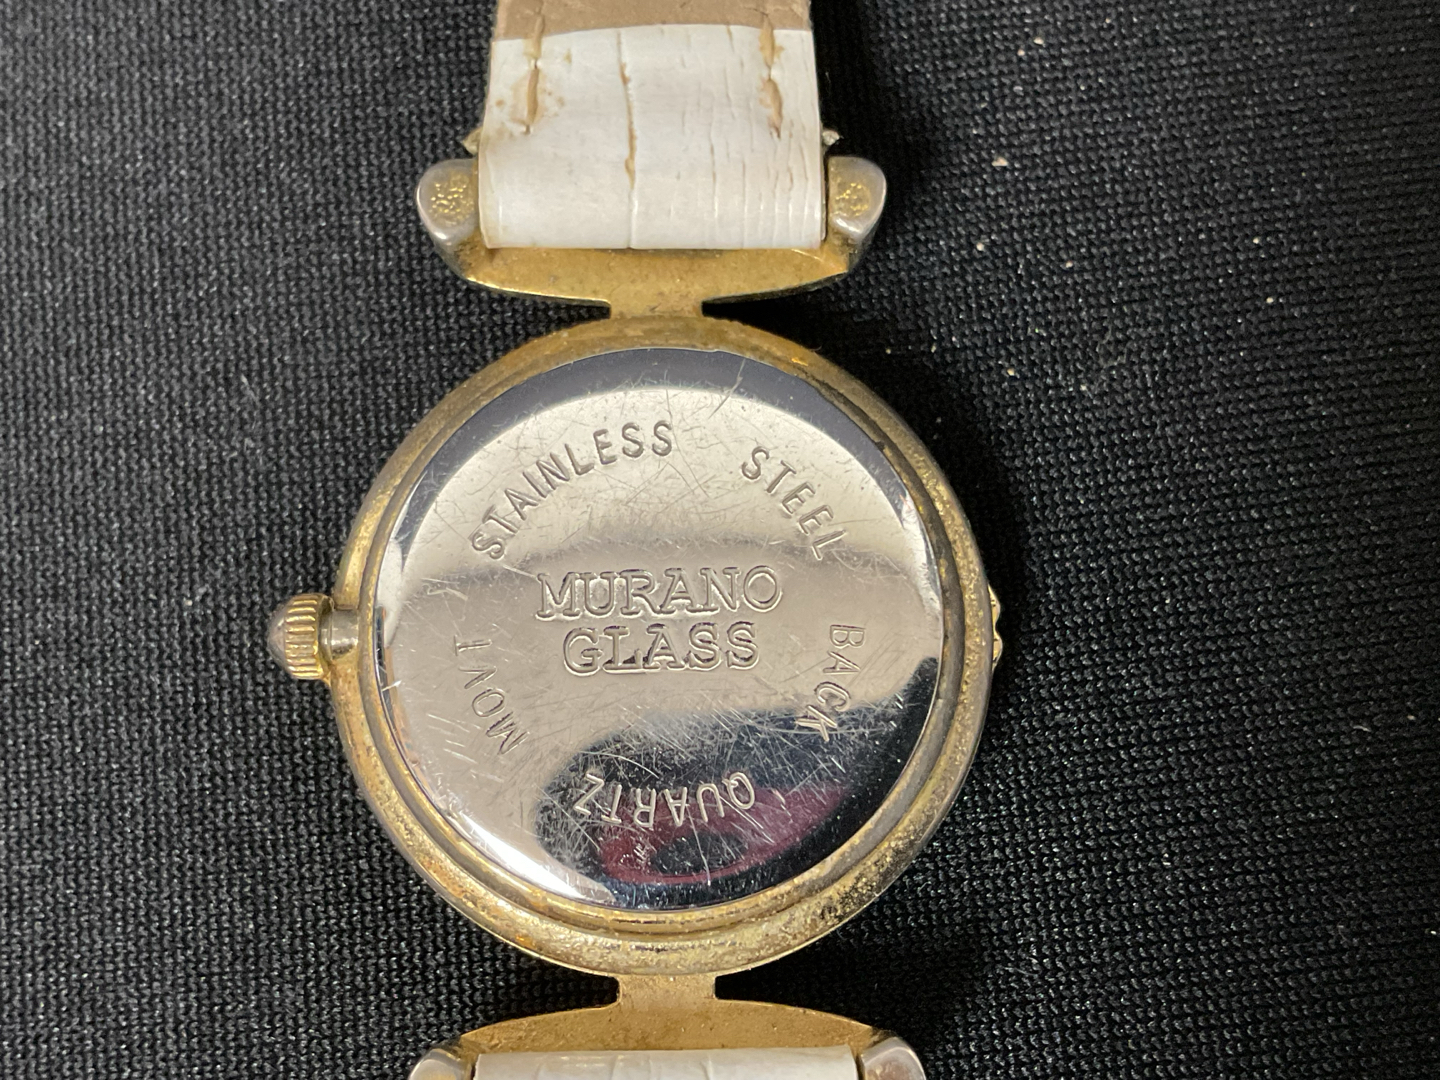 STAINLESS STEEL BACK
MURANO
GLASS
QUARTZ MOVT